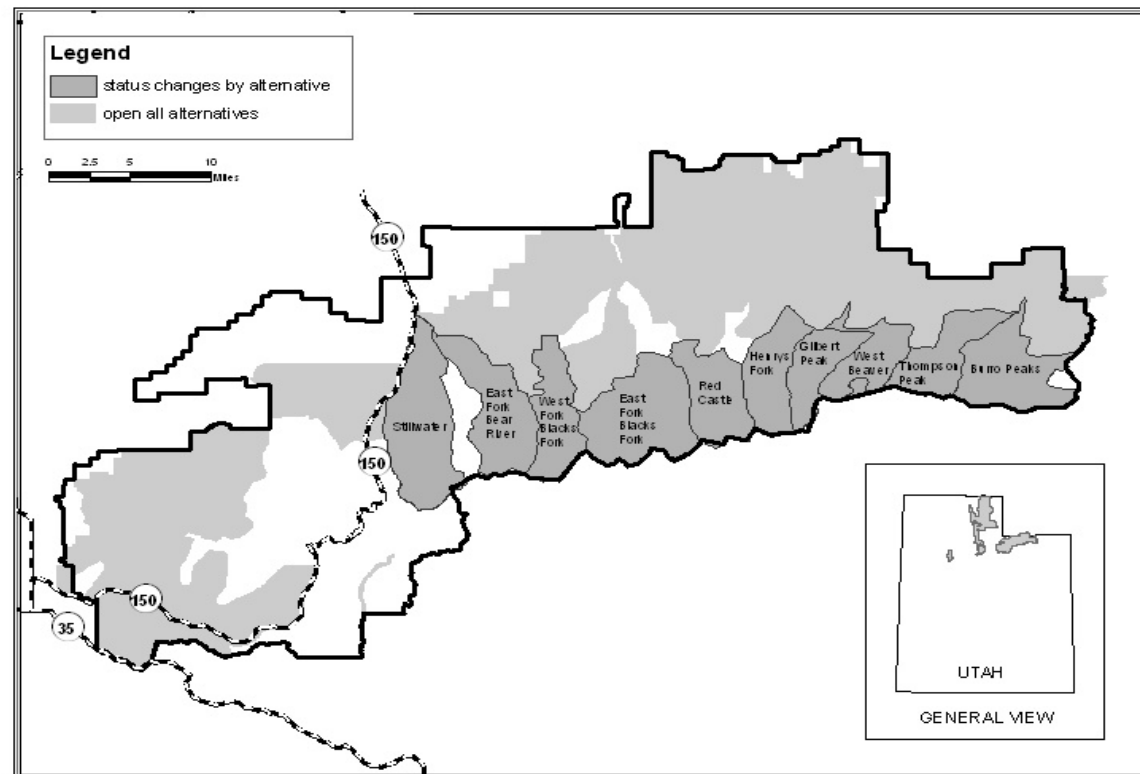 Legend
status changes by alternative
open all alternatives
0 2.5 5 10
Miles
150
150
150
35
Stillwater
East
Fork
Bear
River
West
Fork
Blacks
Fork
East
Fork
Blacks
Fork
Red
Castle
Henrys
Fork
Gilbert
Peak
West
Beaver
Thompson
Peak
Burro Peaks
UTAH
GENERAL VIEW